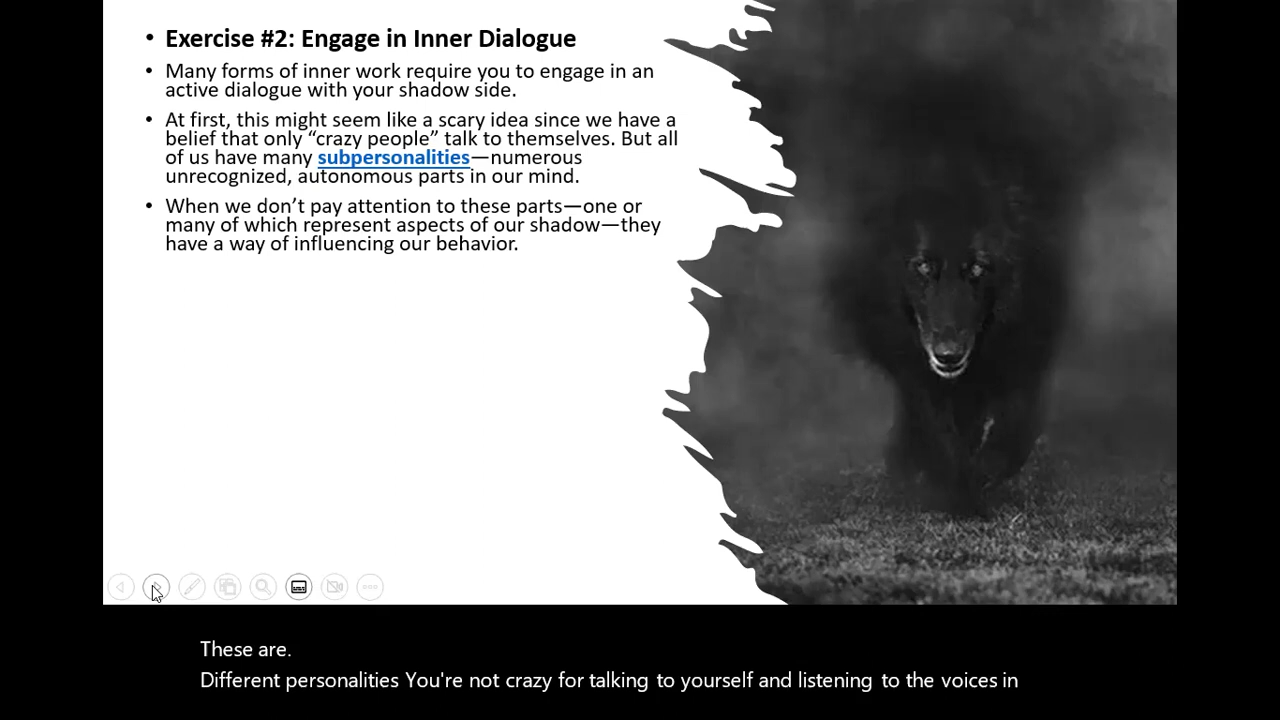 • Exercise #2: Engage in Inner Dialogue
• Many forms of inner work require you to engage in an
active dialogue with your shadow side.
• At first, this might seem like a scary idea since we have a
belief that only “crazy people” talk to themselves. But all
of us have many subpersonalities—numerous
unrecognized, autonomous parts in our mind.
• When we don’t pay attention to these parts—one or
many of which represent aspects of our shadow—they
have a way of influencing our behavior.
These are.
Different personalities You're not crazy for talking to yourself and listening to the voices in